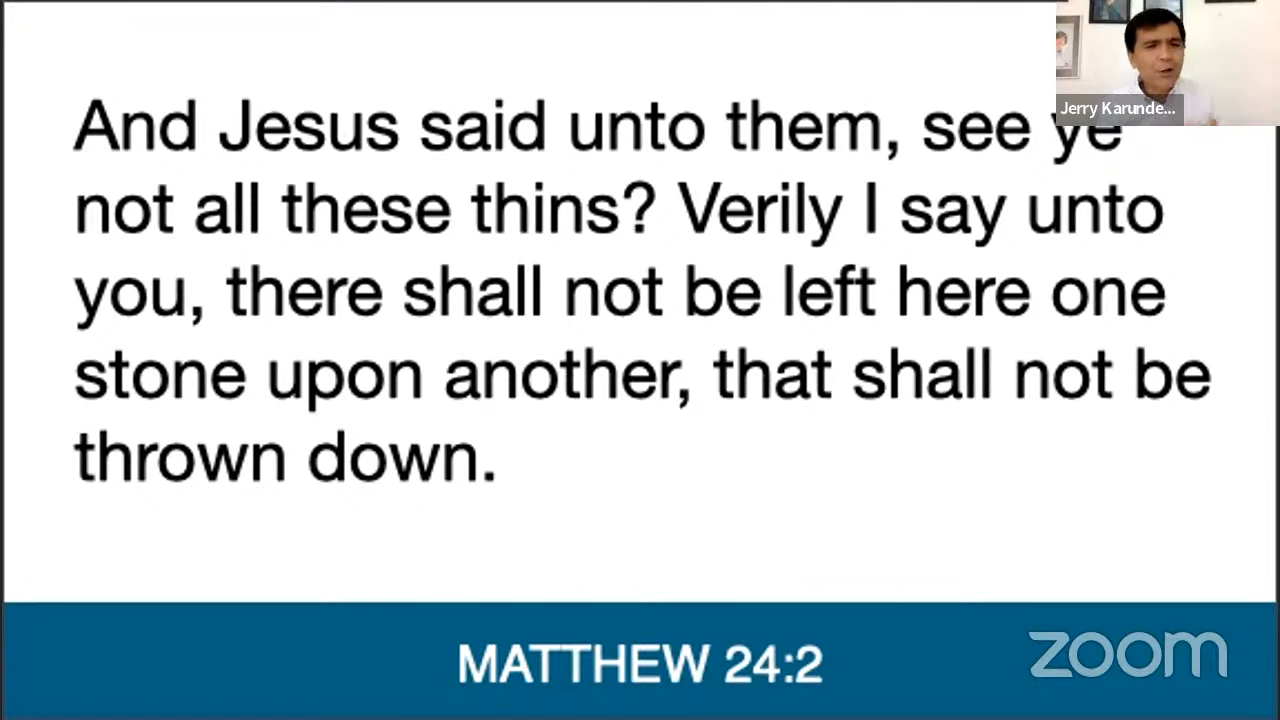 Jerry Karunde...
And Jesus said unto them, see ye
not all these thins? Verily I say unto
you, there shall not be left here one
stone upon another, that shall not be
thrown down.
MATTHEW 24:2
zoom